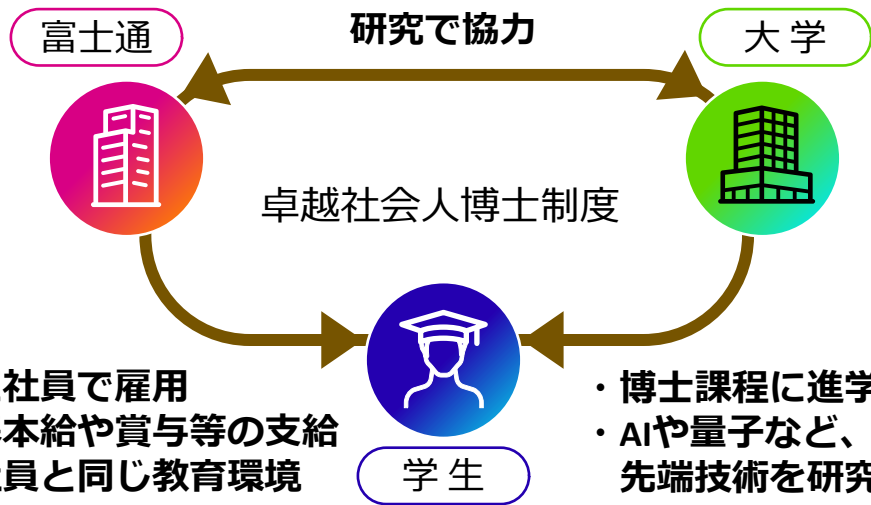 富士通
研究で協力
大学
卓越社会人博士制度
社員で雇用
本給や賞与等の支給
員と同じ教育環境
・博士課程に進学
・AIや量子など、
先端技術を研究
学生